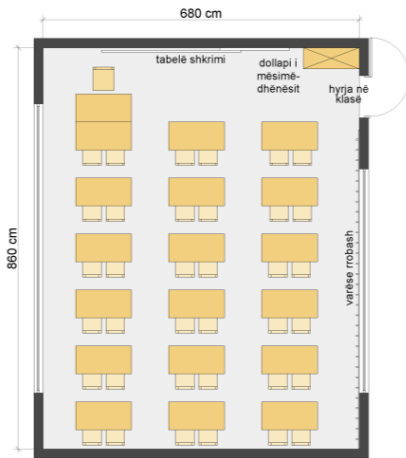 680 cm
tabelë shkrimi
dollapi i
mësimë-
dhënësit
hyrja në
klasë
860 cm
varëse rrobash